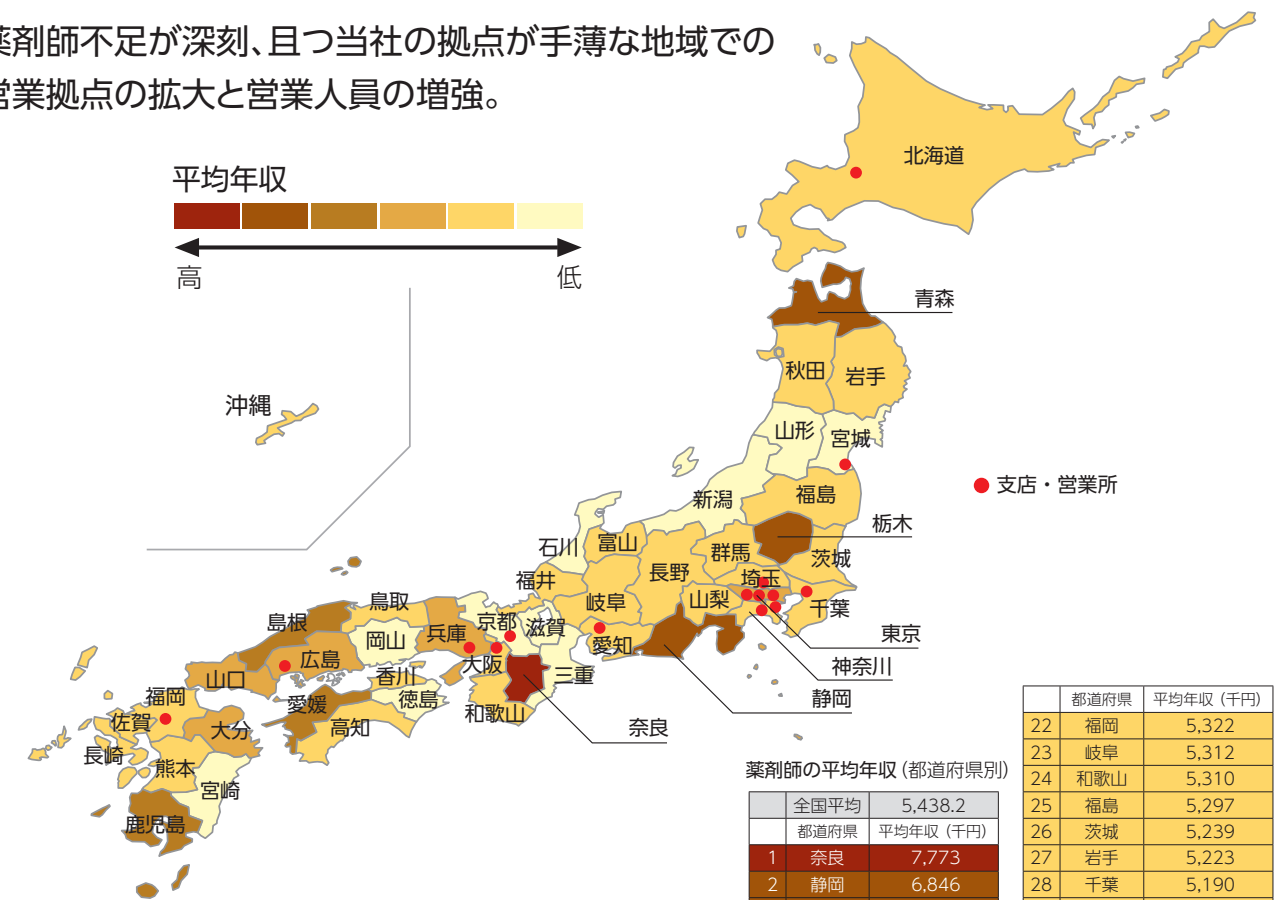 薬剤師不足が深刻、且つ当社の拠点が手薄な地域での
営業拠点の拡大と営業人員の増強。
平均年収
高
低
北海道
青森
秋田
岩手
沖縄
山形
宮城
支店・営業所
新潟
福島
栃木
石川
富山
群馬
茨城
長野
埼玉
福井
岐阜
山梨
千葉
鳥取
島根
岡山
兵庫
京都
滋賀
愛知
東京
広島
大阪
神奈川
山口
香川
三重
静岡
福岡
愛媛
徳島
和歌山
奈良
佐賀
大分
高知
長崎
熊本
宮崎
鹿児島
薬剤師の平均年収（都道府県別）
全国平均 5,438.2
都道府県 平均年収（千円）
1 奈良 7,773
2 静岡 6,846
都道府県 平均年収（千円）
22 福岡 5,322
23 岐阜 5,312
24 和歌山 5,310
25 福島 5,297
26 茨城 5,239
27 岩手 5,223
28 千葉 5,190